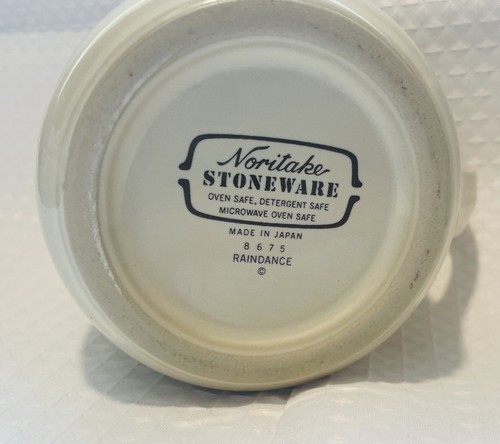 Noritake
STONEWARE
OVEN SAFE, DETERGENT SAFE
MICROWAVE OVEN SAFE
MADE IN JAPAN
8675
RAINDANCE
©